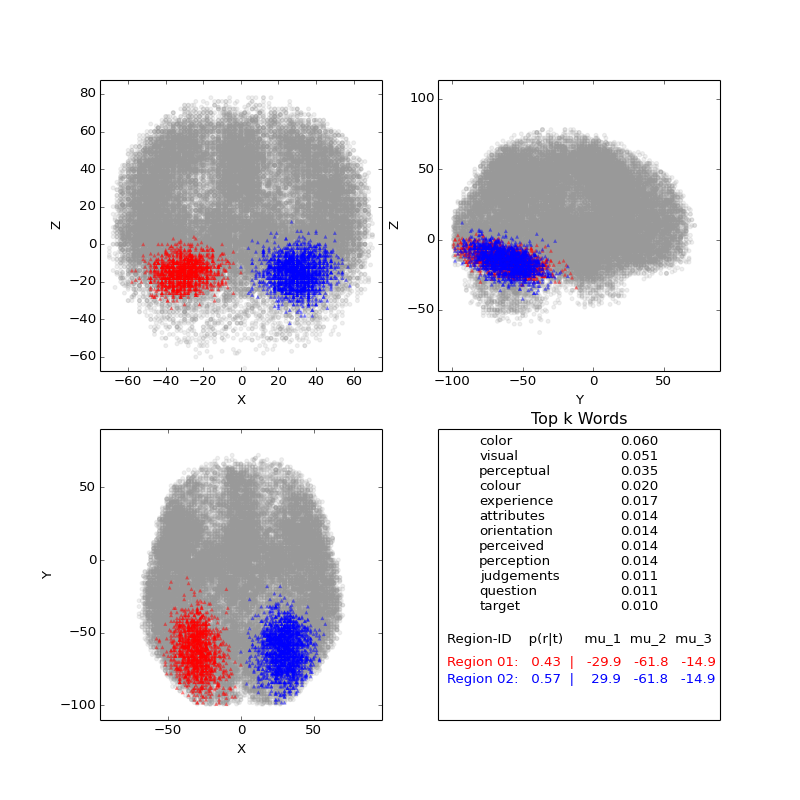 80
60
40
20
0
−20
−40
−60
Z
−60 −40 −20 0 20 40 60
X
100
50
0
−50
Z
−100 −50 0 50
Y
50
0
−50
−100
Y
−50 0 50
X
Top k Words
color 0.060
visual 0.051
perceptual 0.035
colour 0.020
experience 0.017
attributes 0.014
orientation 0.014
perceived 0.014
perception 0.014
judgements 0.011
question 0.011
target 0.010
Region-ID p(r|t) mu_1 mu_2 mu_3
Region 01: 0.43 | -29.9 -61.8 -14.9
Region 02: 0.57 | 29.9 -61.8 -14.9